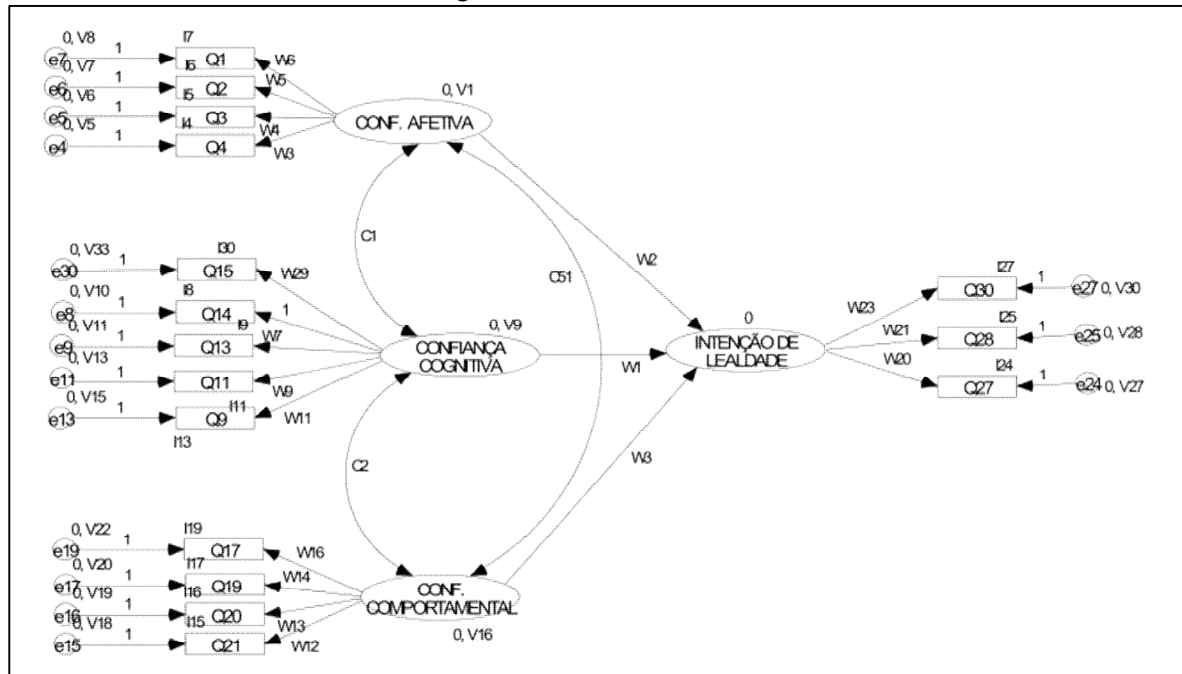 0, V8
I7
e7
1
Q1
W6
0, V7
I6
e6
1
Q2
W5
0, V6
I5
e5
1
Q3
W4
0, V5
I4
e4
1
Q4
W3
0, V1
CONF. AFETIVA
C1
C51
W2
0, V33
I30
e30
1
Q15
W29
0, V10
I8
e8
1
Q14
1
0, V11
I9
e9
1
Q13
W7
0, V13
e11
1
Q11
W9
0, V15
I11
e13
1
Q9
W11
I13
0, V9
CONFIANÇA
COGNITIVA
W1
C2
0
INTENÇÃO DE
LEALDADE
W23
I27
Q30
1
e27
0, V30
W21
I25
Q28
1
e25
0, V28
W20
I24
Q27
1
e24
0, V27
W3
0, V22
I19
e19
1
Q17
W16
0, V20
I17
e17
1
Q19
W14
0, V19
I16
e16
1
Q20
W13
0, V18
I15
e15
1
Q21
W12
CONF.
COMPORTAMENTAL
0, V16